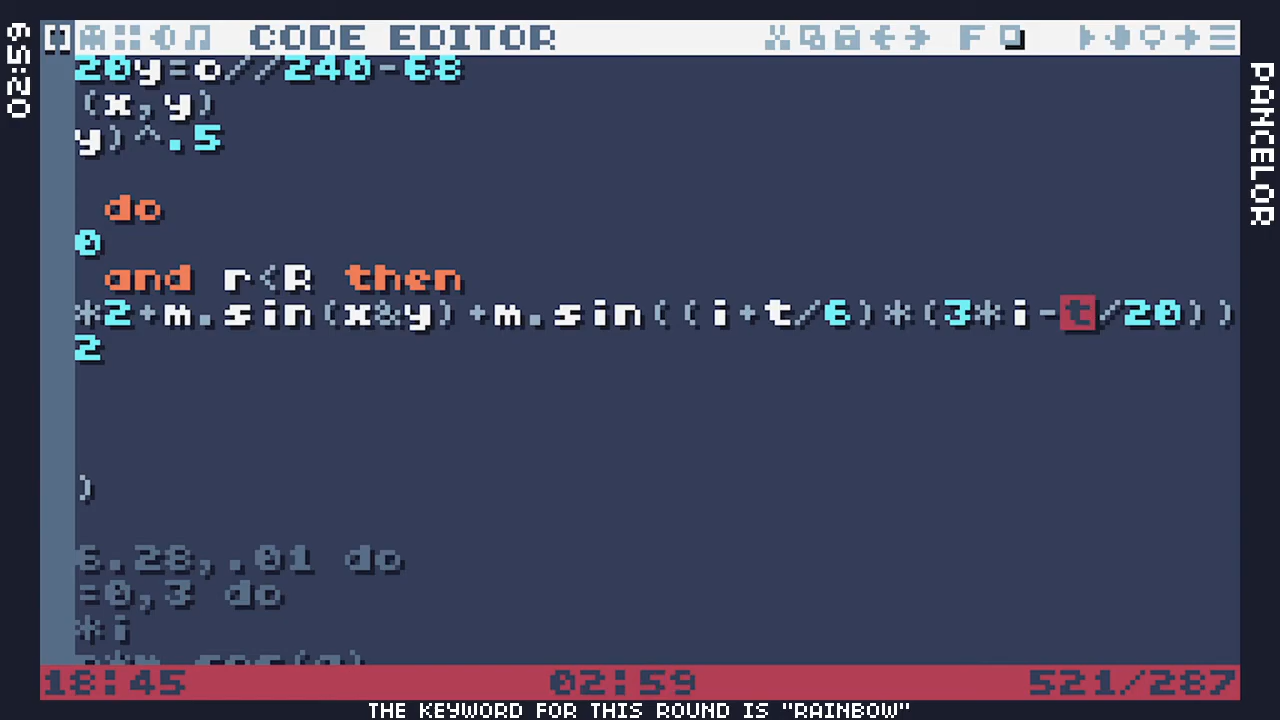 02:59
CODE EDITOR
F
20y=o//240-68
(x,y)
y)^.5
do
0
and r<R then
*2+m.sin(x&y)+m.sin((i+t/6)*(3*i-t/20))
2
)
6.28,.01 do
=0,3 do
*i
18:45 02:59 521/287
THE KEYWORD FOR THIS ROUND IS "RAINBOW"
PANCELOR